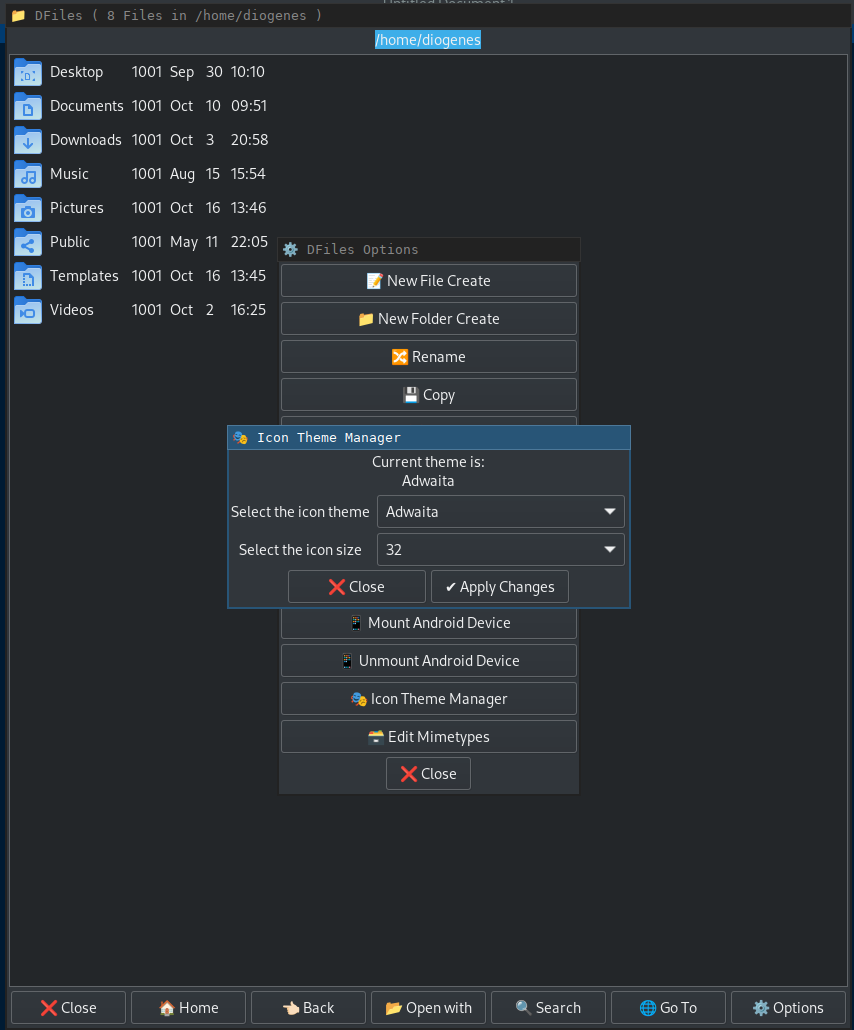 DFiles ( 8 Files in /home/diogenes )
/home/diogenes
Desktop 1001 Sep 30 10:10
Documents 1001 Oct 10 09:51
Downloads 1001 Oct 3 20:58
Music 1001 Aug 15 15:54
Pictures 1001 Oct 16 13:46
Public 1001 May 11 22:05
Templates 1001 Oct 16 13:45
Videos 1001 Oct 2 16:25
DFiles Options
New File Create
New Folder Create
Rename
Copy
Icon Theme Manager
Current theme is:
Adwaita
Select the icon theme Adwaita
Select the icon size 32
Close Apply Changes
Mount Android Device
Unmount Android Device
Icon Theme Manager
Edit Mimetypes
Close
Close Home Back Open with Search Go To Options